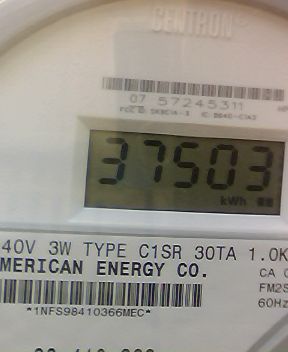 CENTRON
07 57245311
37503
kWh
40V 3W TYPE C1SR 30TA 1.0K
MERICAN ENERGY CO.
CA
FM2S
60Hz
*1NFS98410366MEC*